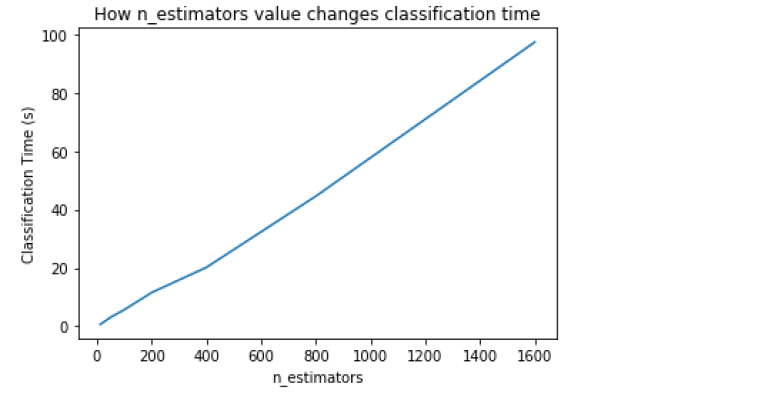 How n_estimators value changes classification time
100
80
60
40
20
0
Classification Time (s)
0 200 400 600 800 1000 1200 1400 1600
n_estimators